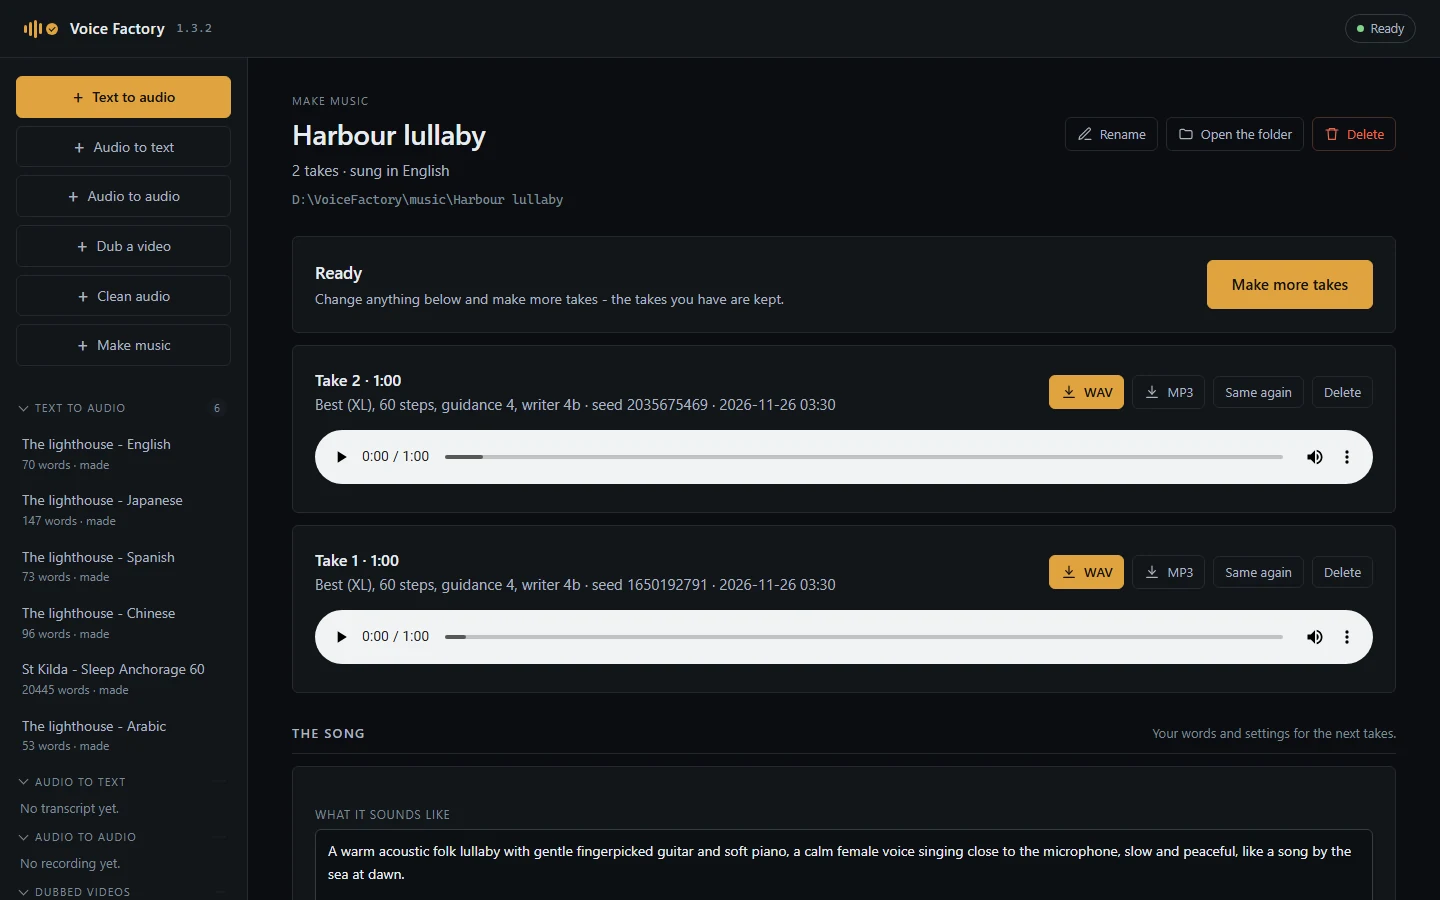 Voice Factory 1.3.2
Ready
+ Text to audio
+ Audio to text
+ Audio to audio
+ Dub a video
+ Clean audio
+ Make music
TEXT TO AUDIO 6
The lighthouse - English
70 words · made
The lighthouse - Japanese
147 words · made
The lighthouse - Spanish
73 words · made
The lighthouse - Chinese
96 words · made
St Kilda - Sleep Anchorage 60
20445 words · made
The lighthouse - Arabic
53 words · made
AUDIO TO TEXT
No transcript yet.
AUDIO TO AUDIO
No recording yet.
DUBBED VIDEOS
MAKE MUSIC
Harbour lullaby
Rename
Open the folder
Delete
2 takes · sung in English
D:\VoiceFactory\music\Harbour lullaby
Ready
Change anything below and make more takes - the takes you have are kept.
Make more takes
Take 2 · 1:00
Best (XL), 60 steps, guidance 4, writer 4b · seed 2035675469 · 2026-11-26 03:30
WAV
MP3
Same again
Delete
0:00 / 1:00
Take 1 · 1:00
Best (XL), 60 steps, guidance 4, writer 4b · seed 1650192791 · 2026-11-26 03:30
WAV
MP3
Same again
Delete
0:00 / 1:00
THE SONG
Your words and settings for the next takes.
WHAT IT SOUNDS LIKE
A warm acoustic folk lullaby with gentle fingerpicked guitar and soft piano, a calm female voice singing close to the microphone, slow and peaceful, like a song by the
sea at dawn.